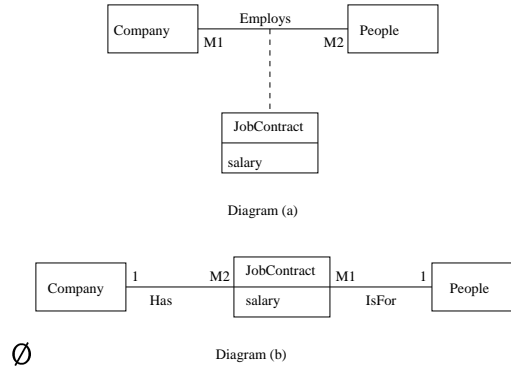 Employs
Company
People
M1
M2
JobContract
salary
Diagram (a)
1
M2
JobContract
M1
1
Company
Has
salary
IsFor
People
Ø
Diagram (b)